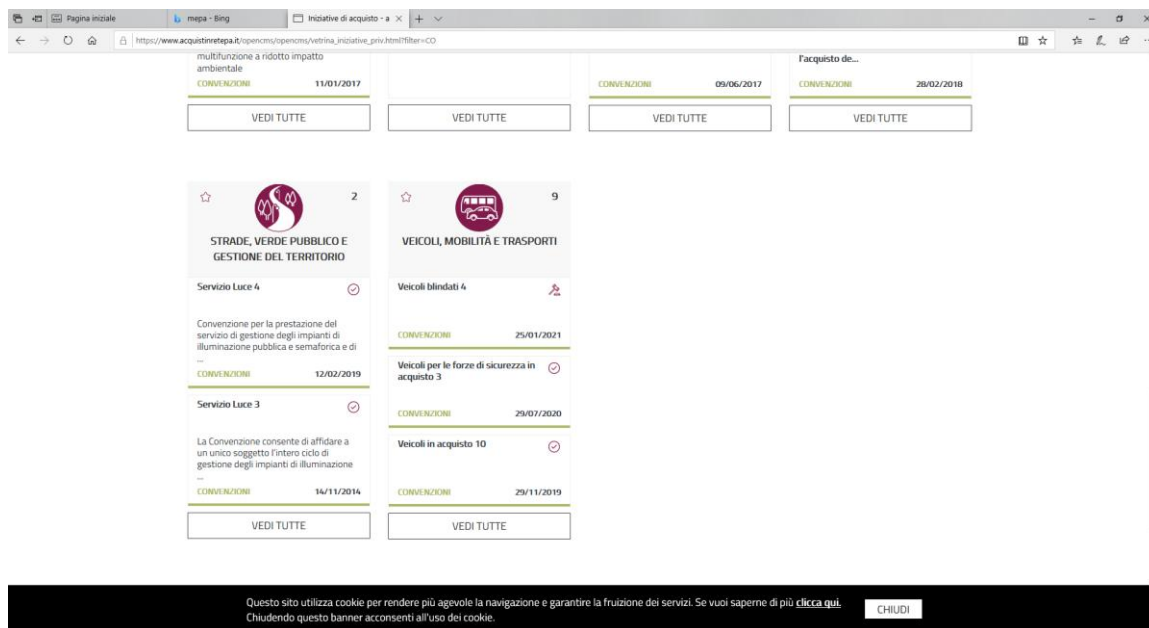 Pagina iniziale
mepa - Bing
Iniziative di acquisto - a
https://www.acquistinretepa.it/opencms/opencms/vetrina_iniziative_priv.html?filter=CO
multifunzione a ridotto impatto
ambientale
CONVENZIONI 11/01/2017
CONVENZIONI 09/06/2017
l'acquisto de...
CONVENZIONI 28/02/2018
VEDI TUTTE
VEDI TUTTE
VEDI TUTTE
VEDI TUTTE
2
STRADE, VERDE PUBBLICO E
GESTIONE DEL TERRITORIO
Servizio Luce 4
Convenzione per la prestazione del
servizio di gestione degli impianti di
illuminazione pubblica e semaforica e di
...
CONVENZIONI 12/02/2019
Servizio Luce 3
La Convenzione consente di affidare a
un unico soggetto l'intero ciclo di
gestione degli impianti di illuminazione
...
CONVENZIONI 14/11/2014
VEDI TUTTE
9
VEICOLI, MOBILITÀ E TRASPORTI
Veicoli blindati 4
CONVENZIONI 25/01/2021
Veicoli per le forze di sicurezza in
acquisto 3
CONVENZIONI 29/07/2020
Veicoli in acquisto 10
CONVENZIONI 29/11/2019
VEDI TUTTE
Questo sito utilizza cookie per rendere più agevole la navigazione e garantire la fruizione dei servizi. Se vuoi saperne di più clicca qui.
Chiudendo questo banner acconsenti all'uso dei cookie.
CHIUDI